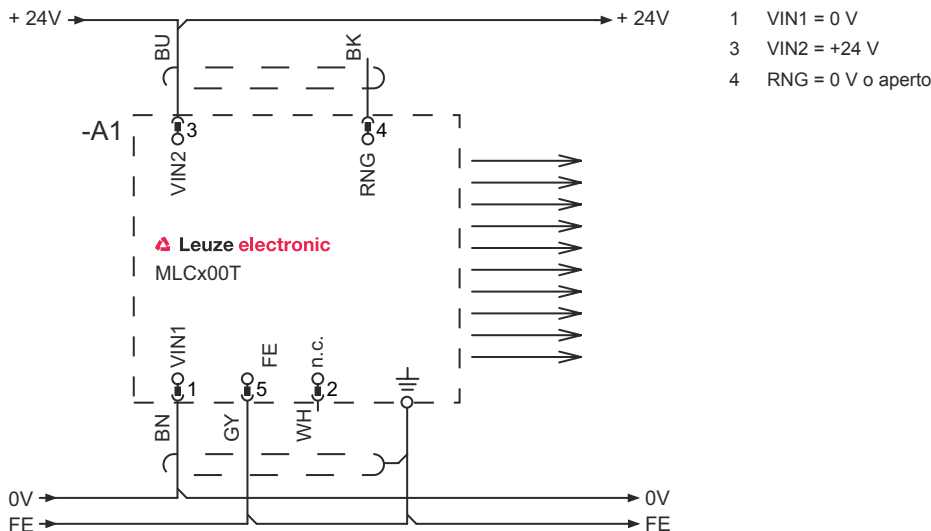 + 24V
+ 24V
1 VIN1 = 0 V
3 VIN2 = +24 V
4 RNG = 0 V o aperto
BU
BK
-A1
3
4
VIN2
RNG
Leuze electronic
MLCx00T
VIN1
FE
n.c.
1
5
2
BN
GY
WH
0V
0V
FE
FE